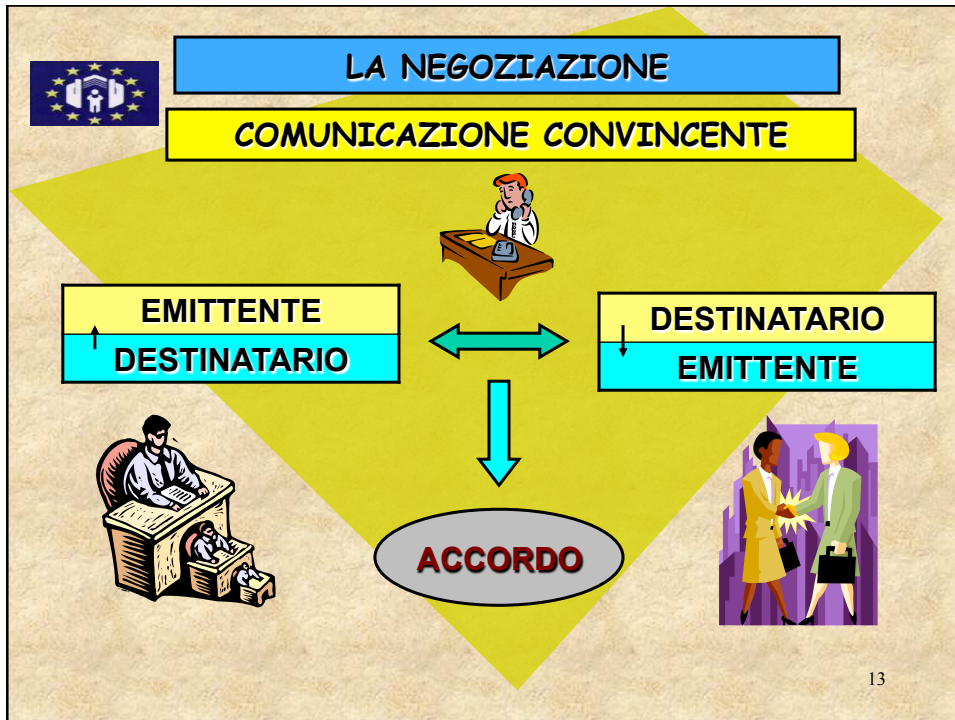 LA NEGOZIAZIONE
COMUNICAZIONE CONVINCENTE
EMITTENTE
DESTINATARIO
DESTINATARIO
EMITTENTE
ACCORDO
13